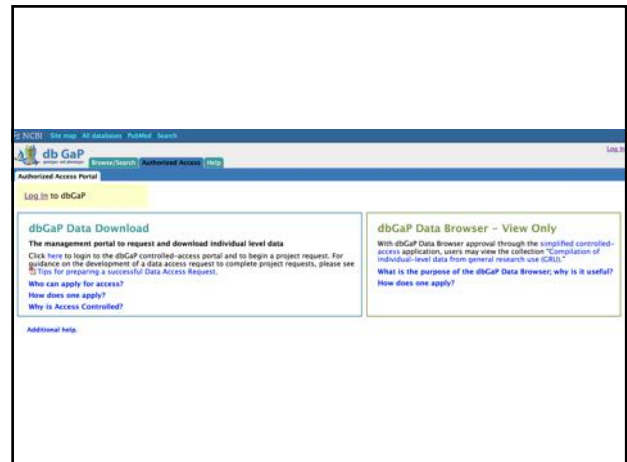 NCBI Site map All databases PubMed Search
db GaP
genotype and phenotype
Browse/Search Authorized Access Help
Log In
Authorized Access Portal
Log In to dbGaP
dbGaP Data Download
The management portal to request and download individual level data
Click here to login to the dbGaP controlled-access portal and to begin a project request. For
guidance on the development of a data access request to complete project requests, please see
Tips for preparing a successful Data Access Request.
Who can apply for access?
How does one apply?
Why is Access Controlled?
dbGaP Data Browser - View Only
With dbGaP Data Browser approval through the simplified controlled-
access application, users may view the collection "Compilation of
individual-level data from general research use (GRU)."
What is the purpose of the dbGaP Data Browser; why is it useful?
How does one apply?
Additional help.